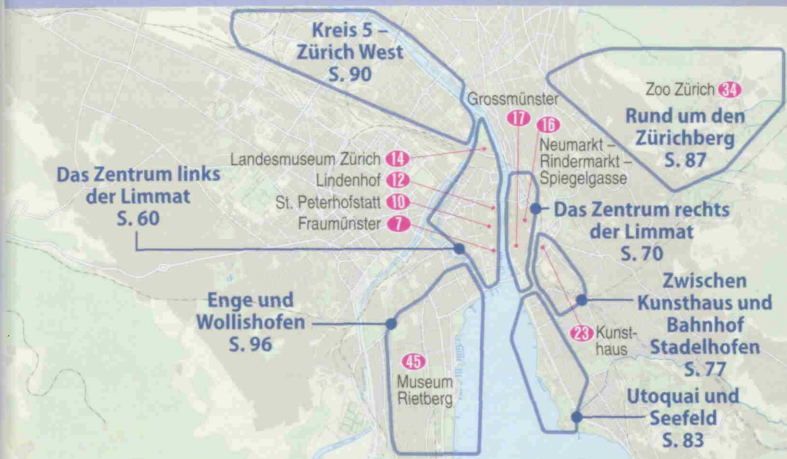 Kreis 5 –
Zürich West
S. 90
Zoo Zürich 34
Rund um den
Zürichberg
S. 87
Grossmünster
17
16
Neumarkt –
Rindermarkt –
Spiegelgasse
Landesmuseum Zürich 14
Lindenhof 12
St. Peterhofstatt 10
Fraumünster 7
Das Zentrum links
der Limmat
S. 60
Das Zentrum rechts
der Limmat
S. 70
Zwischen
Kunsthaus und
Bahnhof
Stadelhofen
S. 77
23 Kunst-
haus
Enge und
Wollishofen
S. 96
45
Museum
Rietberg
Utoquai und
Seefeld
S. 83